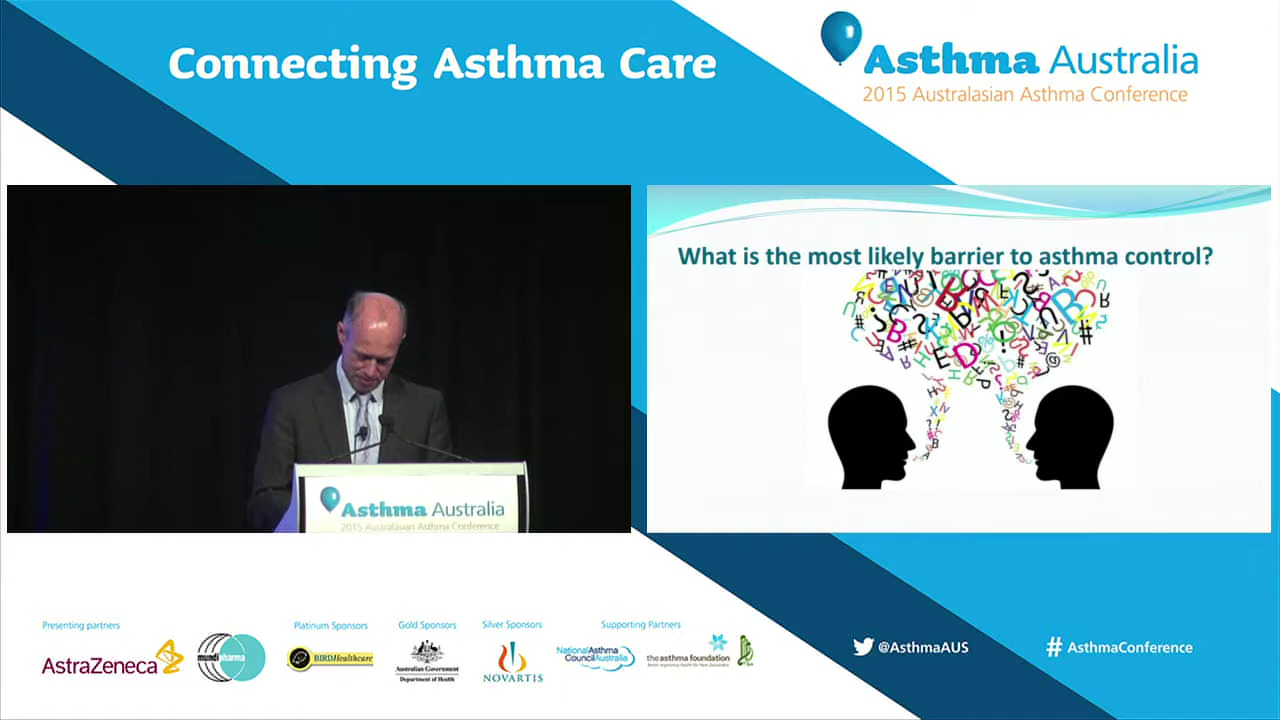 Connecting Asthma Care
Asthma Australia
2015 Australasian Asthma Conference
What is the most likely barrier to asthma control?
Asthma Australia
2015 Australasian Asthma Conference
Presenting partners
Platinum Sponsors
Gold Sponsors
Silver Sponsors
Supporting Partners
AstraZeneca
mundipharma
BIRDHealthcare
Australian Government
Department of Health
NOVARTIS
National Asthma
Council Australia
the asthma foundation
@AsthmaAUS
# AsthmaConference